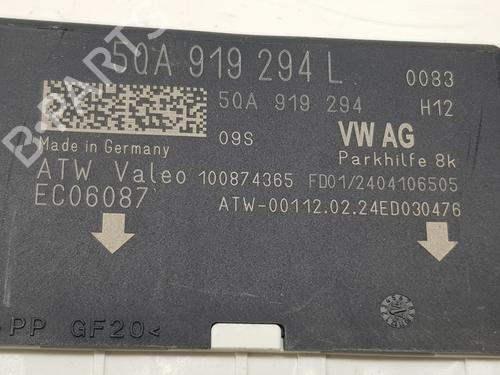 5QA 919 294 L 0083
5QA 919 294 H12
09S VW AG
Made in Germany Parkhilfe 8k
ATW Valeo 100874365 FD01/2404106505
EC06087 ATW-00112.02.24ED030476
PP GF20<
B-PARTS